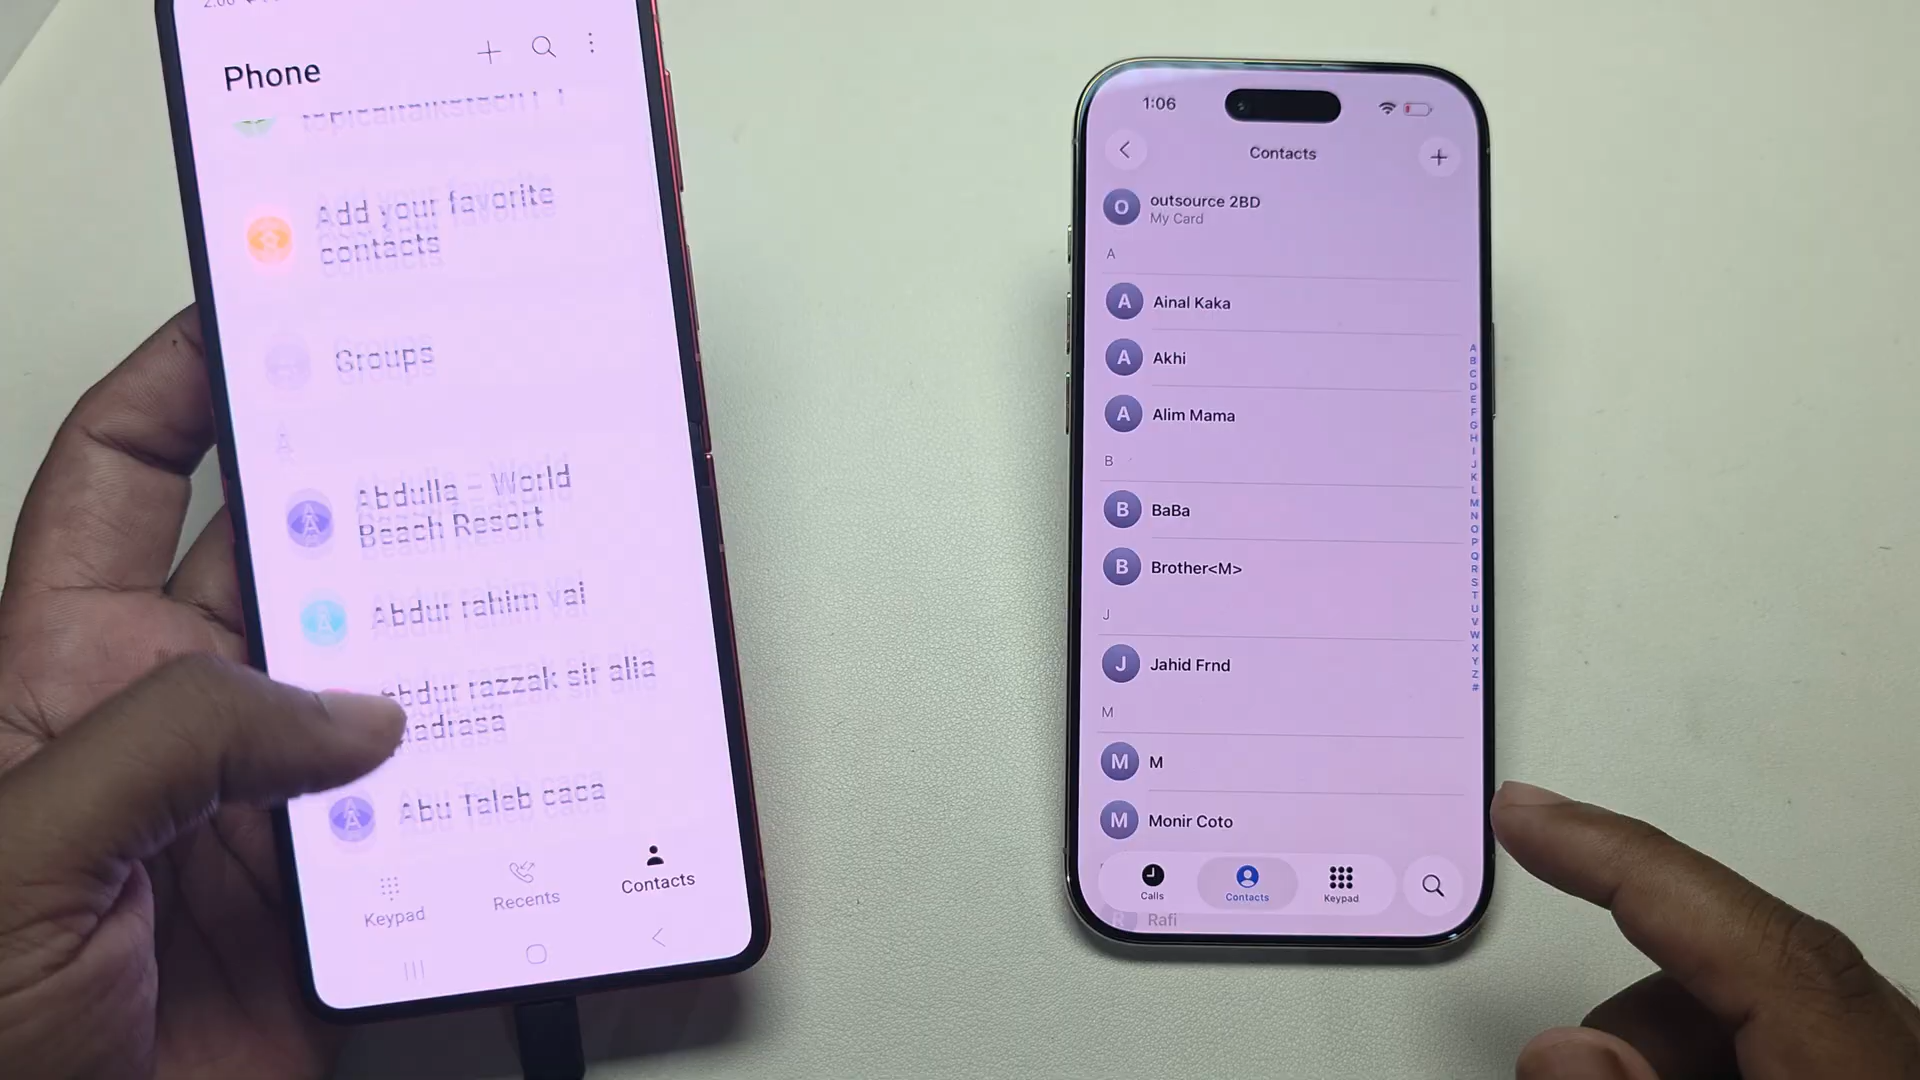 Phone
Add your favorite
contacts
Groups
A
A
Abdulla - World
Beach Resort
A
Abdur rahim vai
abdur razzak sir alia
Madrasa
A
Abu Taleb caca
Keypad
Recents
Contacts
1:06
Contacts
O
outsource 2BD
My Card
A
A
Ainal Kaka
A
Akhi
A
Alim Mama
B
B
BaBa
B
Brother<M>
J
J
Jahid Frnd
M
M
M
M
Monir Coto
Calls
Contacts
Keypad
R
Rafi
A
B
C
D
E
F
G
H
I
J
K
L
M
N
O
P
Q
R
S
T
U
V
W
X
Y
Z
#